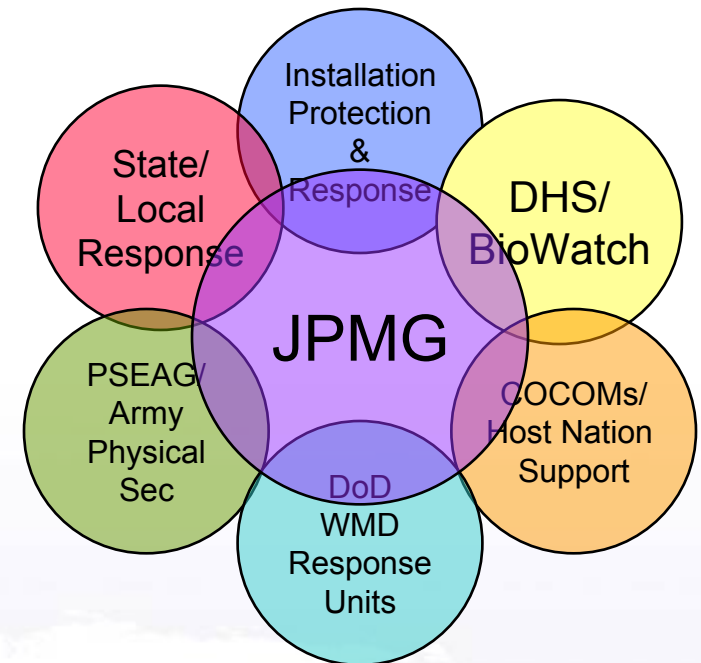 Installation
Protection
&
Response
State/
Local
Response
DHS/
BioWatch
JPMG
PSEAG/
Army
Physical
Sec
COCOMs/
Host Nation
Support
DoD
WMD
Response
Units